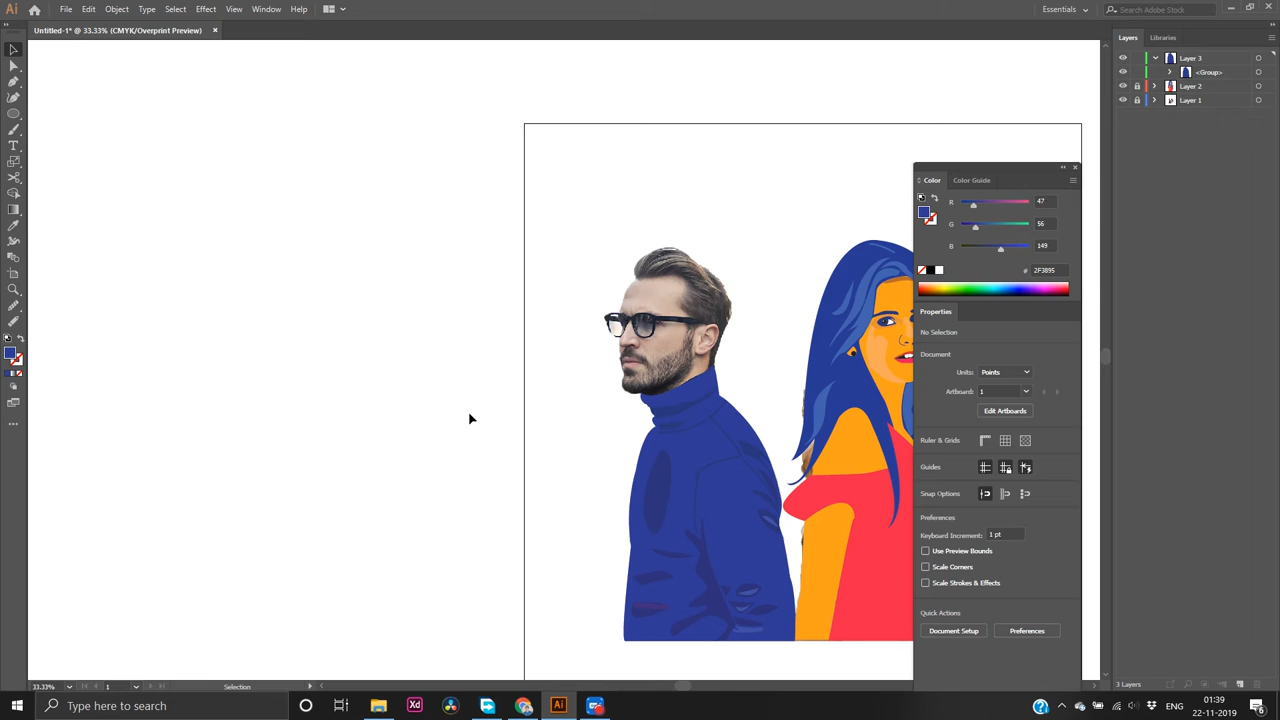 Ai File Edit Object Type Select Effect View Window Help Essentials Search Adobe Stock
Untitled-1* @ 33.33% (CMYK/Overprint Preview)
Layers Libraries
Layer 3
<Group>
Layer 2
Layer 1
Color Color Guide
R 47
G 56
B 149
# 2F3895
Properties
No Selection
Document
Units: Points
Artboard: 1
Edit Artboards
Ruler & Grids
Guides
Snap Options
Preferences
Keyboard Increment: 1 pt
Use Preview Bounds
Scale Corners
Scale Strokes & Effects
Quick Actions
Document Setup Preferences
33.33% 1 Selection 3 Layers
Type here to search Xd Ai ENG 01:39
22-11-2019 6